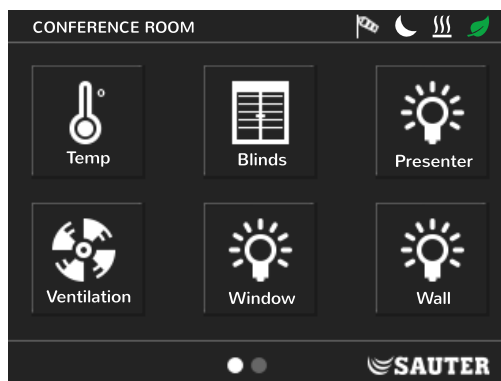 CONFERENCE ROOM
Temp
Blinds
Presenter
Ventilation
Window
Wall
SAUTER